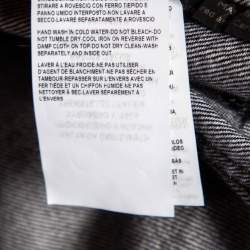 STIRARE A ROVESCIO CON FERRO TIEPIDO E
PANNO UMIDO INTERPOSTO NON LAVARE A
SECCO LAVARE SEPARATAMENTE A ROVESCIO
HAND WASH IN COLD WATER-DO NOT BLEACH-DO
NOT TUMBLE DRY-COOL IRON ON REVERSE WITH
DAMP CLOTH ON TOP-DO NOT DRY CLEAN-WASH
SEPARATELY AND INSIDE OUT.
LAVER À L'EAU FROIDE-NE PAS UTILISER
D'AGENT DE BLANCHIMENT NE PAS SÉCHER EN
TAMBOUR-REPASSER SUR L'ENVERS AVEC UN
FER TIÈDE ET UN CHIFFON HUMIDE NE PAS
NETTOYER À SEC-LAVER SÉPARÉMENT À
L'ENVERS